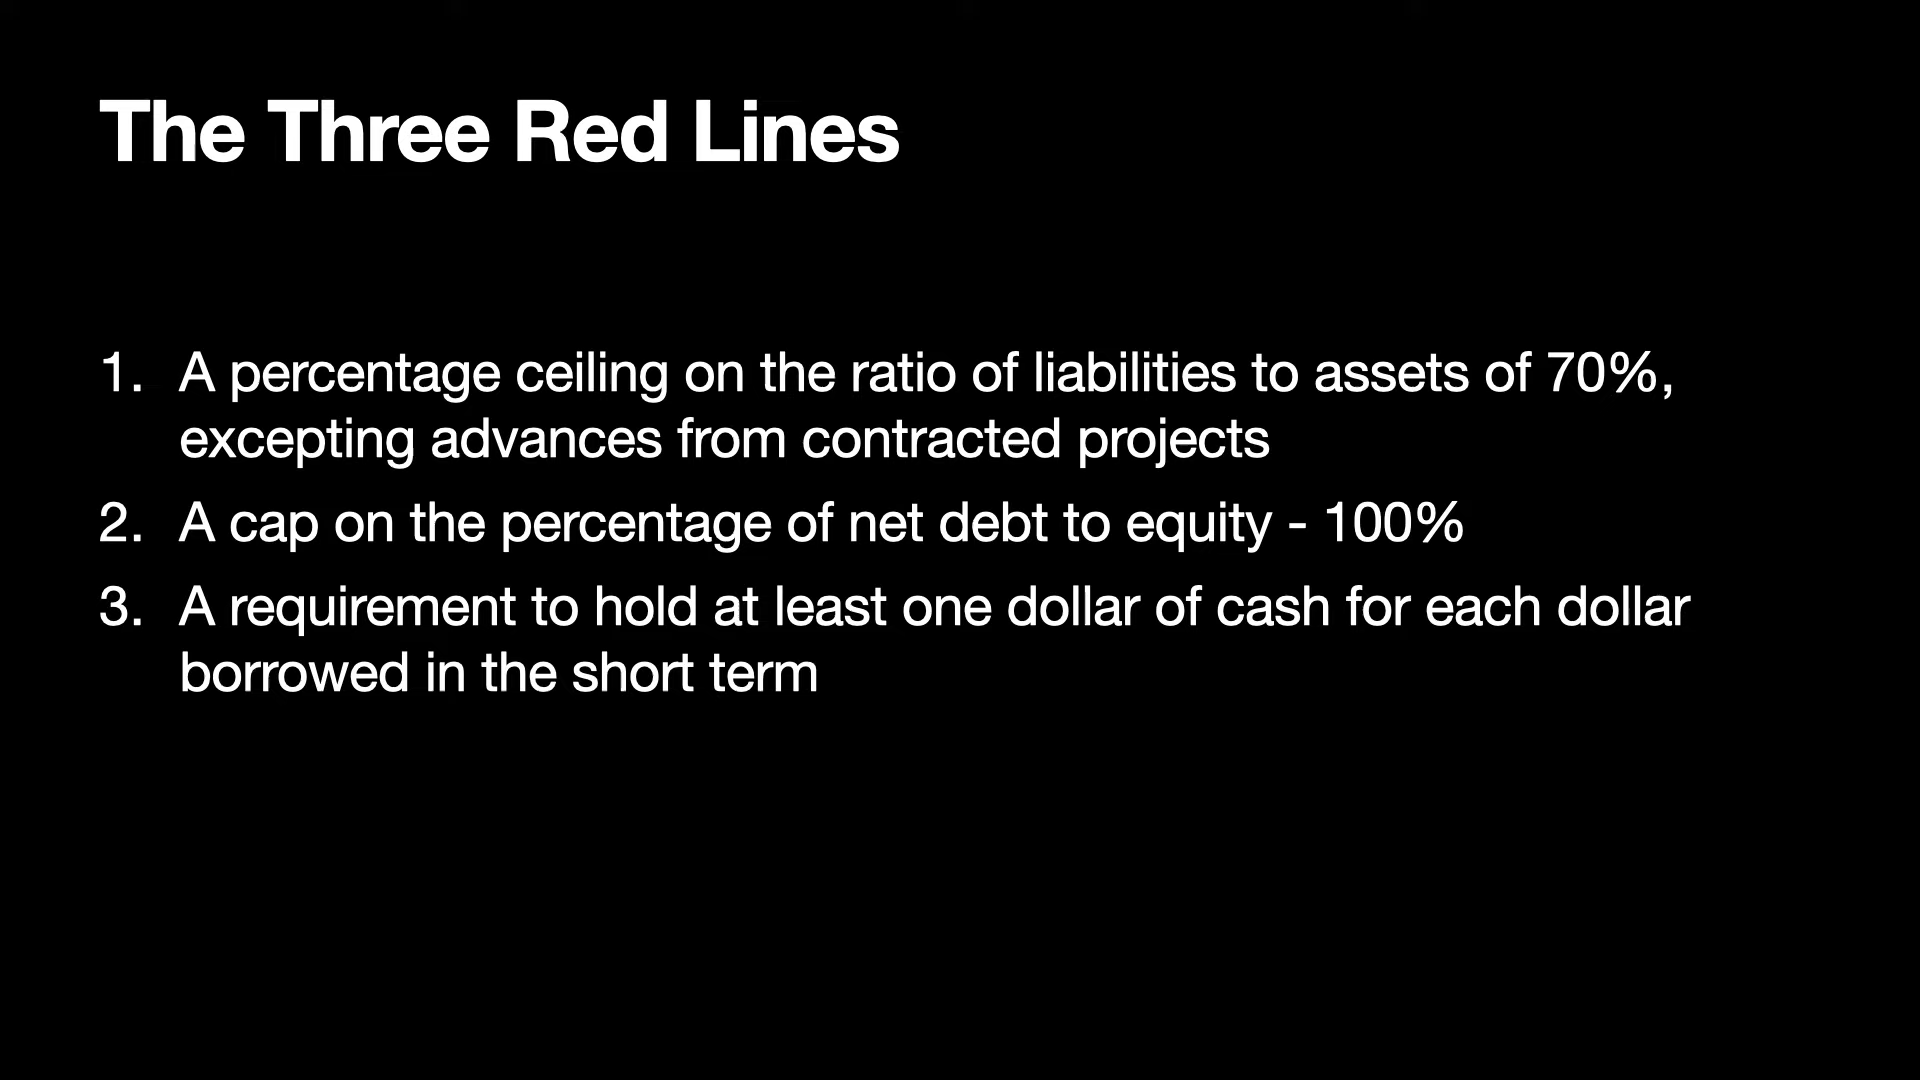 The Three Red Lines
1. A percentage ceiling on the ratio of liabilities to assets of 70%,
excepting advances from contracted projects
2. A cap on the percentage of net debt to equity - 100%
3. A requirement to hold at least one dollar of cash for each dollar
borrowed in the short term